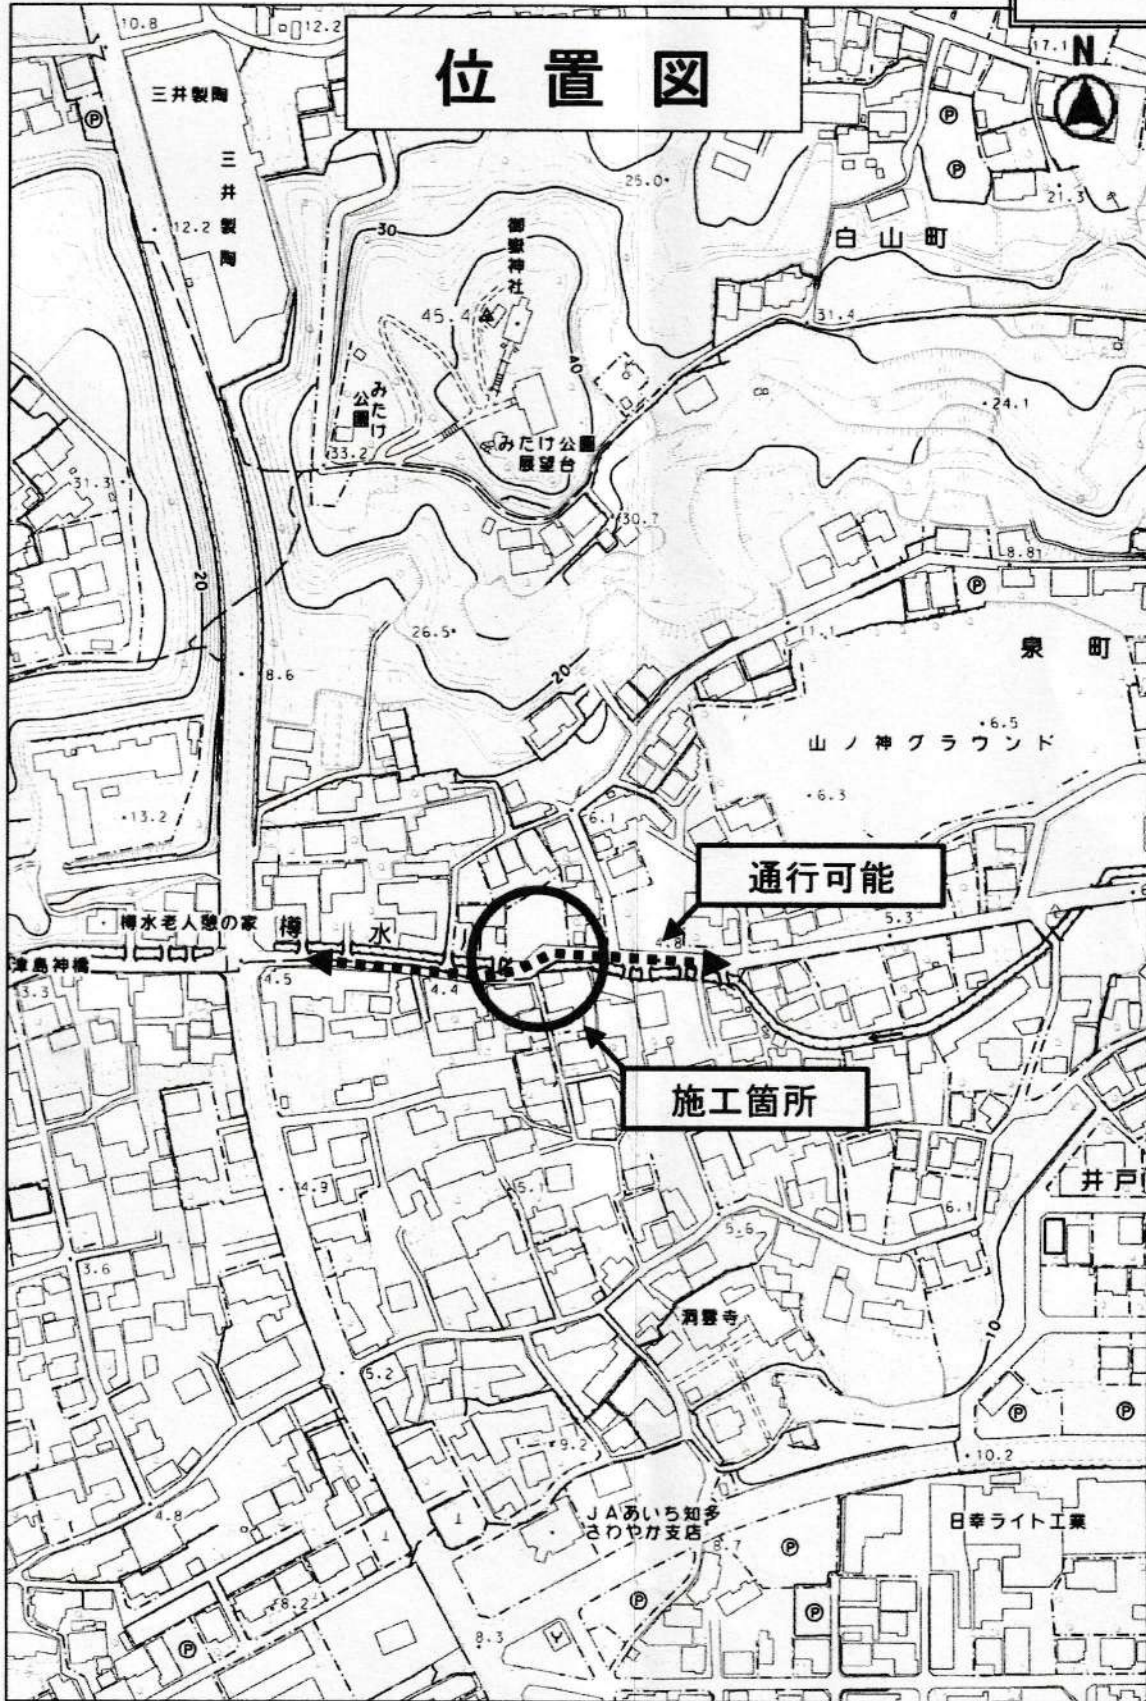 10.8
12.2
位置図
17.1
N
三井製陶
三井製陶
Ⓟ
Ⓟ
Ⓟ
25.0
21.3
12.2
30
御嶽神社
白山町
45.4
31.4
40
みたけ公園
24.1
33.2
みたけ公園
展望台
31.3
30.7
8.8
Ⓟ
20
11.1
26.5
泉町
20
8.6
6.5
山ノ神グラウンド
6.3
13.2
6.1
通行可能
5.3
樽水老人憩の家
樽水
4.8
津島神橋
3.3
4.5
4.4
施工箇所
井戸
4.9
5.1
6.1
5.6
3.6
洞雲寺
10
5.2
Ⓟ
Ⓟ
9.2
10.2
4.8
JAあいち知多
さわやか支店
日幸ライト工業
8.7
Ⓟ
8.2
Ⓟ
Ⓟ
8.3
Ⓟ